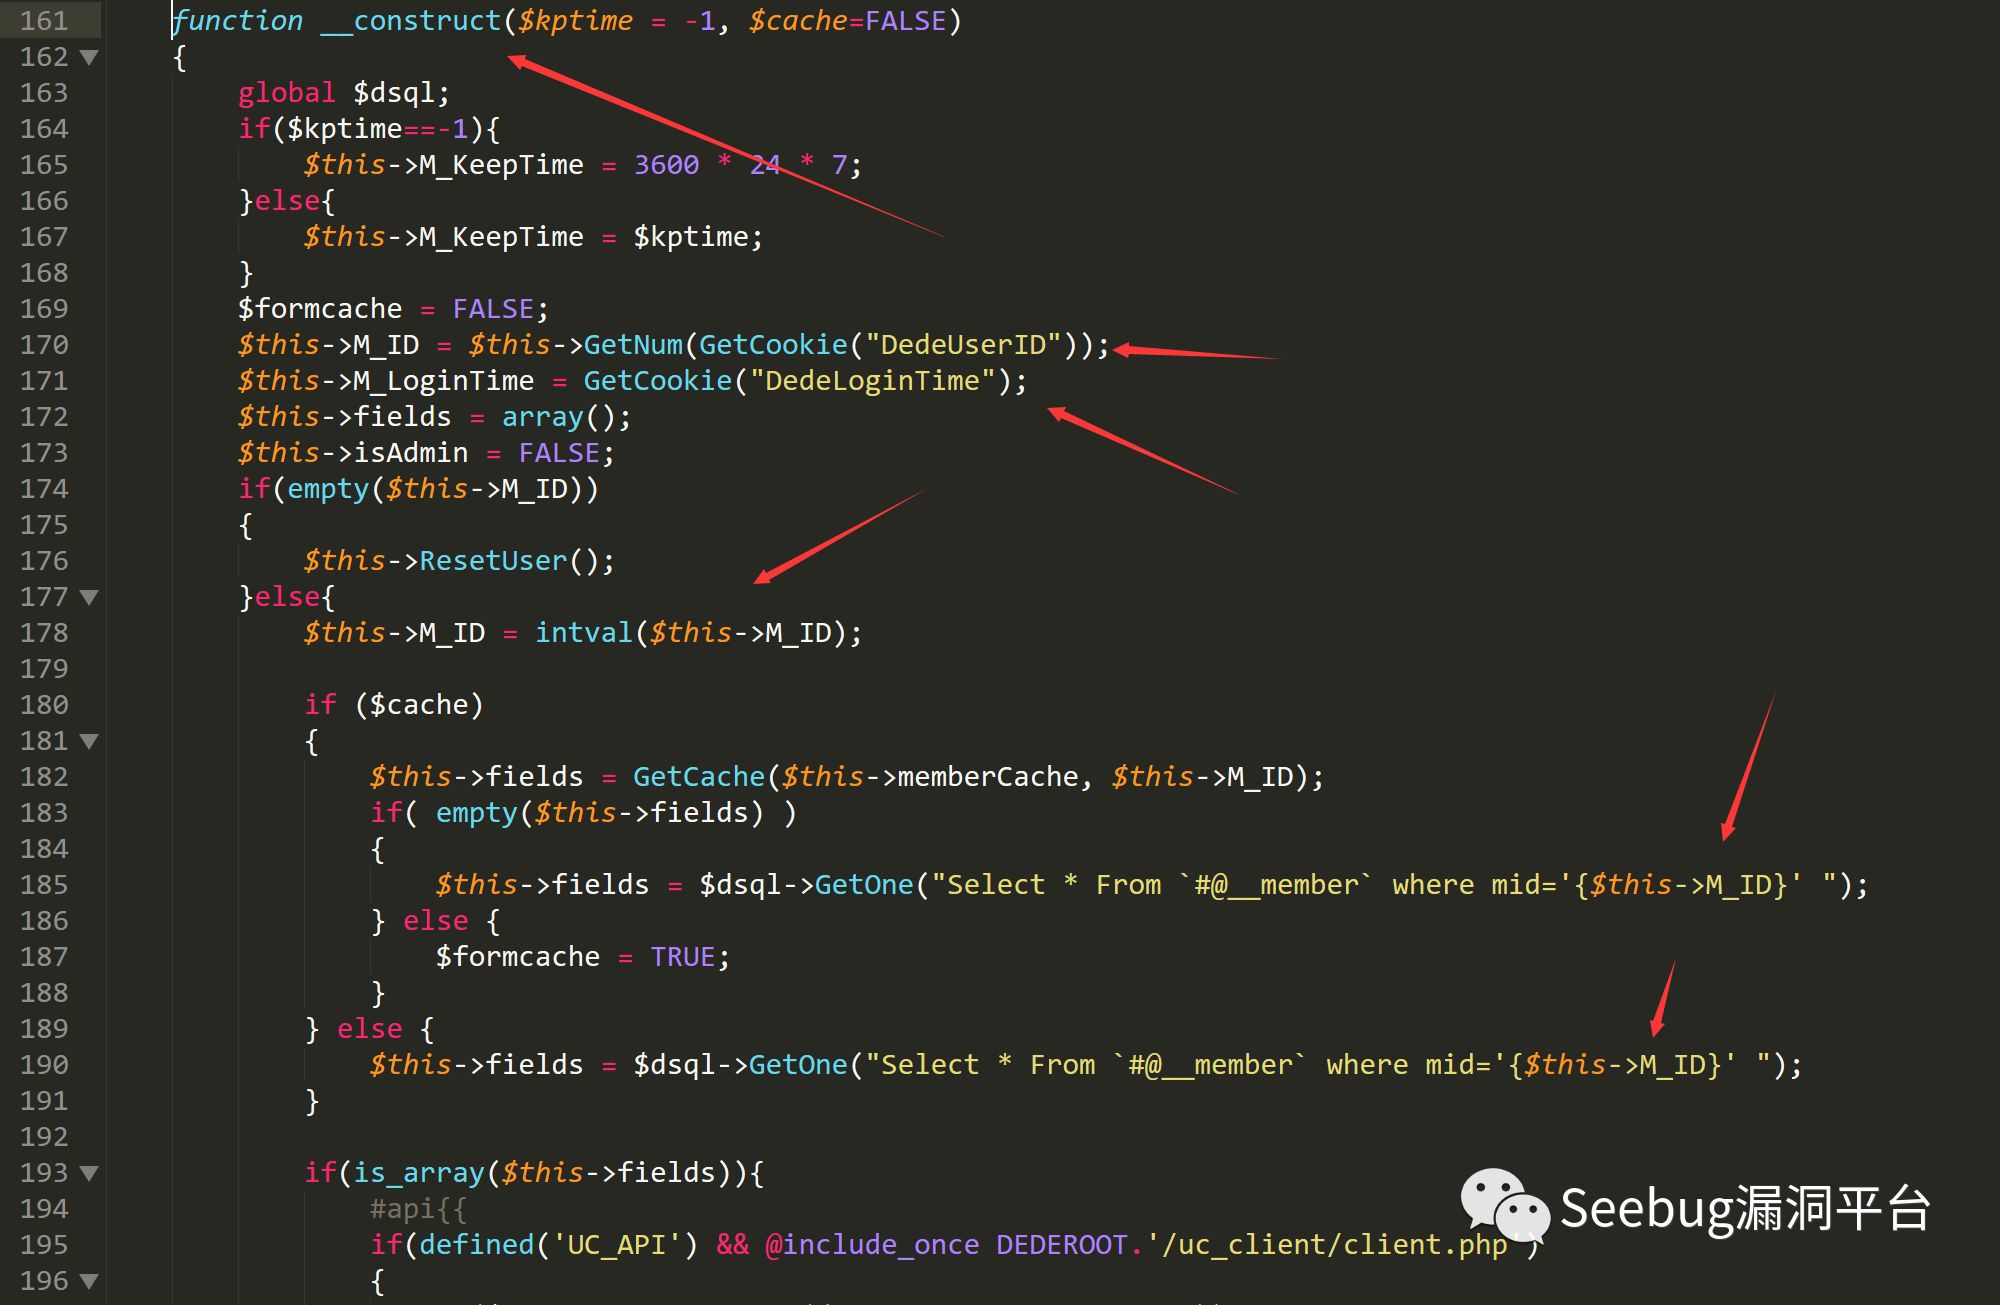 161 function __construct($kptime = -1, $cache=FALSE)
162 {
163 global $dsql;
164 if($kptime==-1){
165 $this->M_KeepTime = 3600 * 24 * 7;
166 }else{
167 $this->M_KeepTime = $kptime;
168 }
169 $formcache = FALSE;
170 $this->M_ID = $this->GetNum(GetCookie("DedeUserID"));
171 $this->M_LoginTime = GetCookie("DedeLoginTime");
172 $this->fields = array();
173 $this->isAdmin = FALSE;
174 if(empty($this->M_ID))
175 {
176 $this->ResetUser();
177 }else{
178 $this->M_ID = intval($this->M_ID);
179
180 if ($cache)
181 {
182 $this->fields = GetCache($this->memberCache, $this->M_ID);
183 if( empty($this->fields) )
184 {
185 $this->fields = $dsql->GetOne("Select * From `#@__member` where mid='{$this->M_ID}' ");
186 } else {
187 $formcache = TRUE;
188 }
189 } else {
190 $this->fields = $dsql->GetOne("Select * From `#@__member` where mid='{$this->M_ID}' ");
191 }
192
193 if(is_array($this->fields)){
194 #api{{
195 if(defined('UC_API') && @include_once DEDEROOT.'/uc_client/client.php')
196 {
Seebug漏洞平台